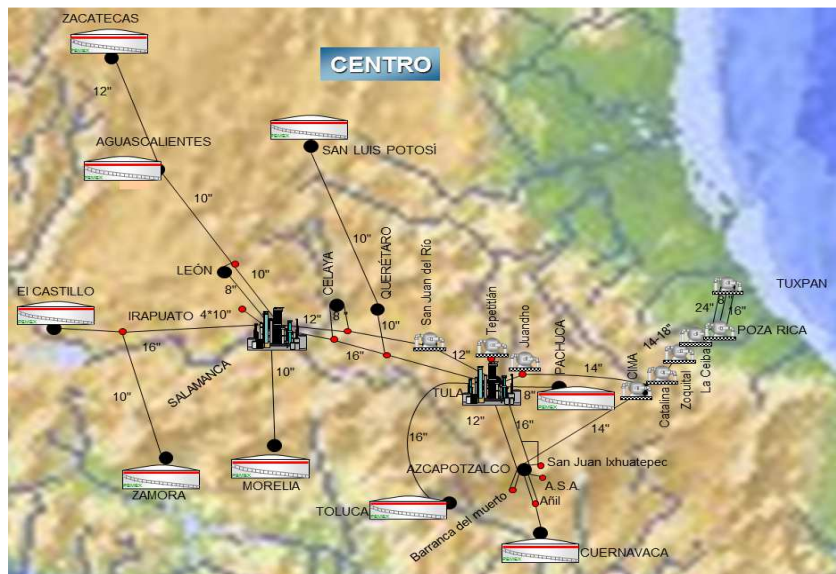 ZACATECAS
CENTRO
12"
AGUASCALIENTES
SAN LUIS POTOSÍ
10"
10"
LEÓN
10"
8"
El CASTILLO
IRAPUATO
4*10"
16"
10"
SALAMANCA
12"
CELAYA
8"
16"
QUERÉTARO
10"
San Juan del Río
12"
Tepetitlán
Juandho
TULA
8"
PACHUCA
14"
CIMA
14-18"
Catalina
Zoquital
La Ceiba
24"
8"
16"
TUXPAN
POZA RICA
10"
ZAMORA
MORELIA
16"
TOLUCA
12"
16"
14"
AZCAPOTZALCO
San Juan Ixhuatepec
A.S.A.
Añil
Barranca del muerto
CUERNAVACA
PEMEX